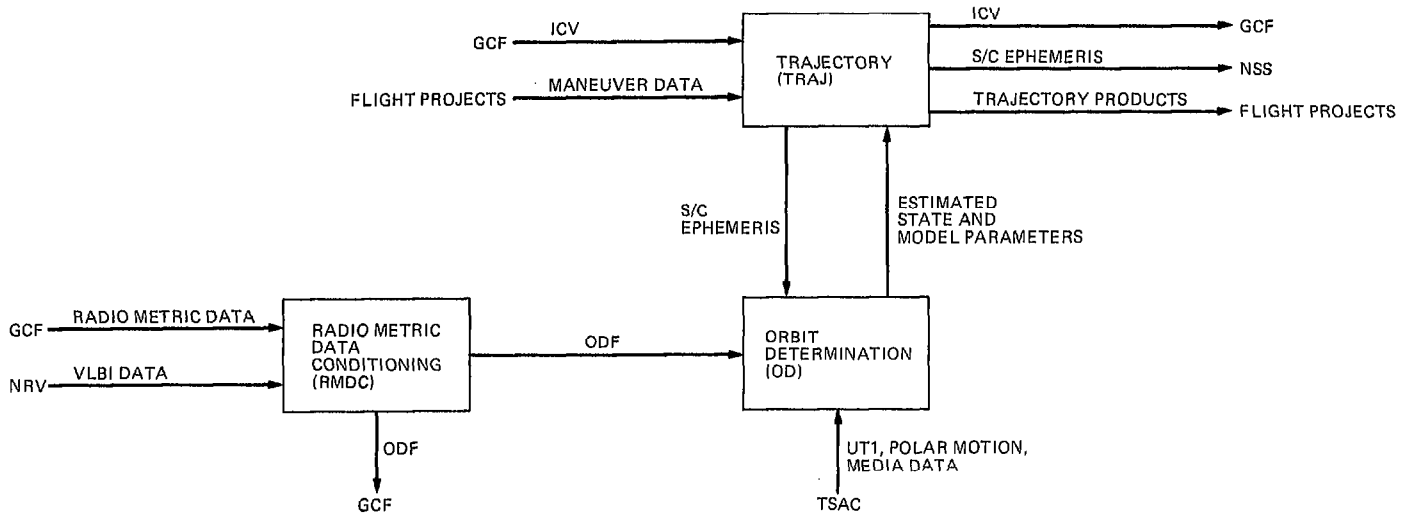 ICV
GCF
MANEUVER DATA
FLIGHT PROJECTS
TRAJECTORY
(TRAJ)
ICV
GCF
S/C EPHEMERIS
NSS
TRAJECTORY PRODUCTS
FLIGHT PROJECTS
S/C
EPHEMERIS
ESTIMATED
STATE AND
MODEL PARAMETERS
RADIO METRIC DATA
GCF
VLBI DATA
NRV
RADIO METRIC
DATA
CONDITIONING
(RMDC)
ODF
ORBIT
DETERMINATION
(OD)
ODF
GCF
UT1, POLAR MOTION,
MEDIA DATA
TSAC